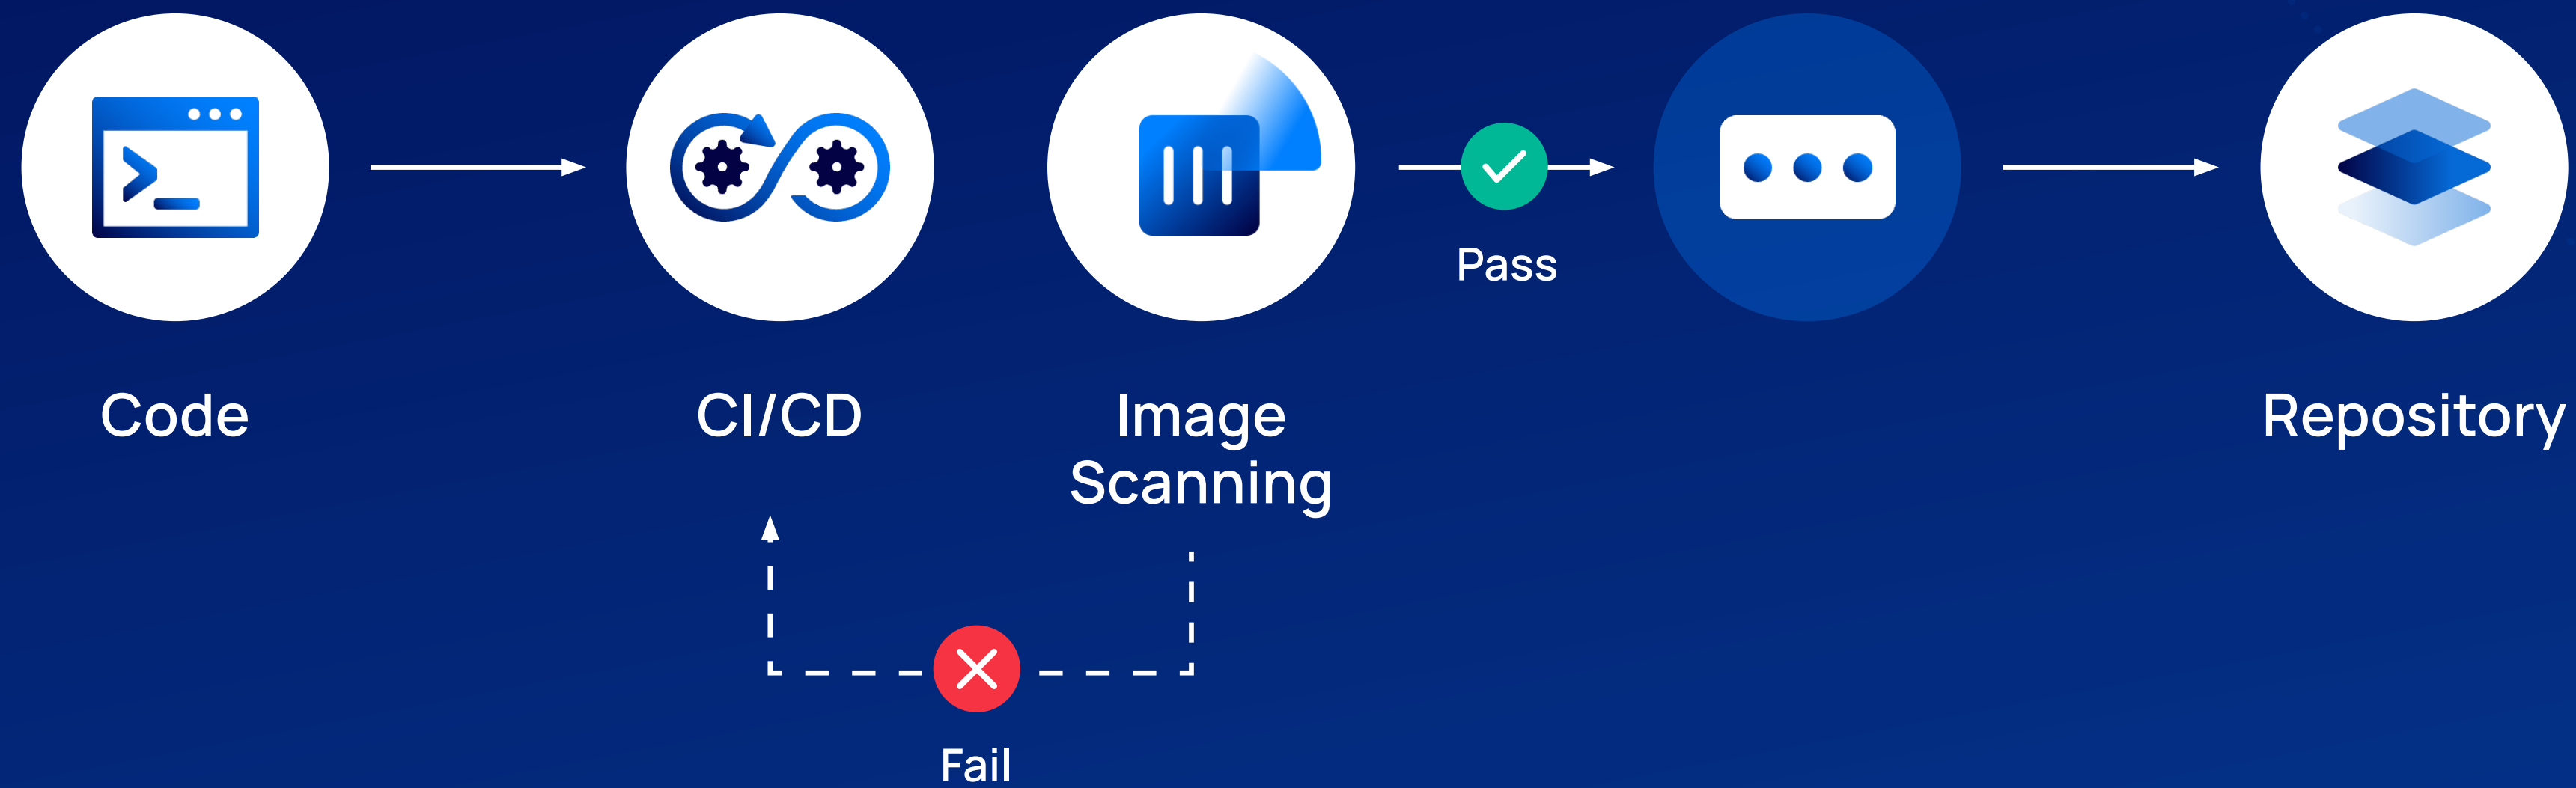 Pass
Code
CI/CD
Image
Scanning
Repository
Fail